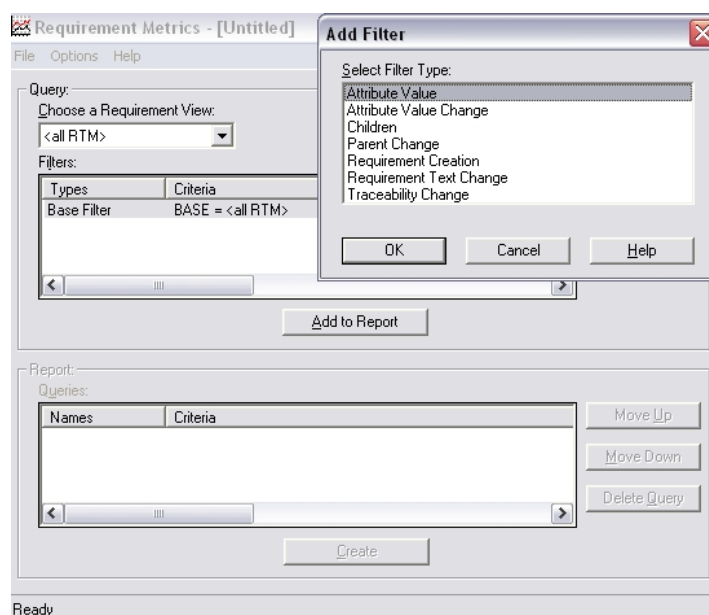 Requirement Metrics - [Untitled]
File Options Help
Query:
Choose a Requirement View:
<all RTM>
Filters:
Types Criteria
Base Filter BASE = <all RTM>
Add to Report
Report:
Queries:
Names Criteria
Move Up
Move Down
Delete Query
Create
Ready
Add Filter
Select Filter Type:
Attribute Value
Attribute Value Change
Children
Parent Change
Requirement Creation
Requirement Text Change
Traceability Change
OK Cancel Help